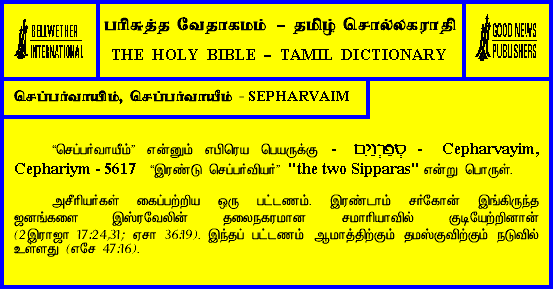 BELLWETHER
INTERNATIONAL
பரிசுத்த வேதாகமம் – தமிழ் சொல்லகராதி
THE HOLY BIBLE – TAMIL DICTIONARY
GOOD NEWS
PUBLISHERS
செப்பர்வாயிம், செப்பர்வாயீம் - SEPHARVAIM
“செப்பர்வாயீம்” என்னும் எபிரெய பெயருக்கு - סְפַרְוַיִם - Cepharvayim,
Cephariym - 5617 “இரண்டு செப்பர்வியர்” "the two Sipparas" என்று பொருள்.
அசீரியர்கள் கைப்பற்றிய ஒரு பட்டணம். இரண்டாம் சர்கோன் இங்கிருந்த
ஜனங்களை இஸ்ரவேலின் தலைநகரமான சமாரியாவில் குடியேற்றினான்
(2இராஜா 17:24,31; ஏசா 36:19). இந்தப் பட்டணம் ஆமாத்திற்கும் தமஸ்குவிற்கும் நடுவில்
உள்ளது (எசே 47:16).